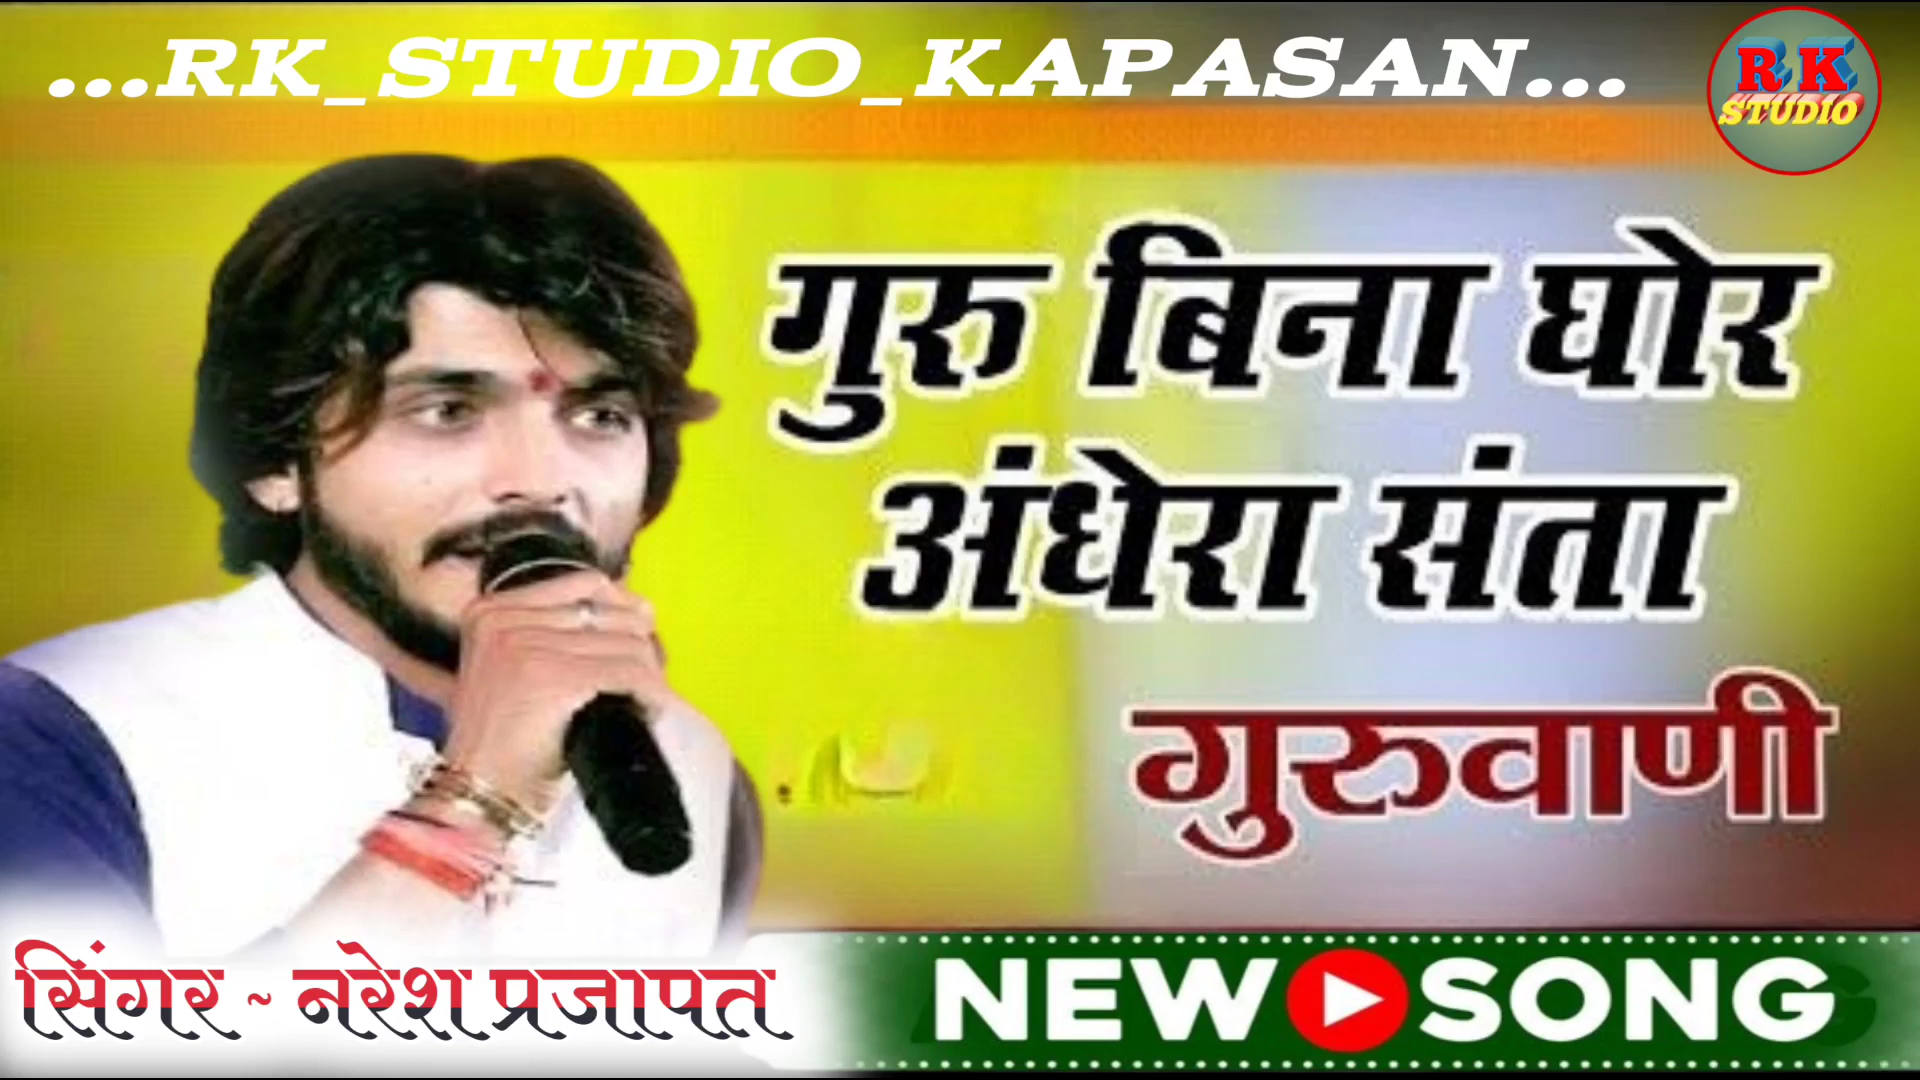 ...RK_STUDIO_KAPASAN...
RK
STUDIO
गुरु बिना घोर
अंधेरा संता
गुरुवाणी
सिंगर ~ नरेश प्रजापत
NEW SONG